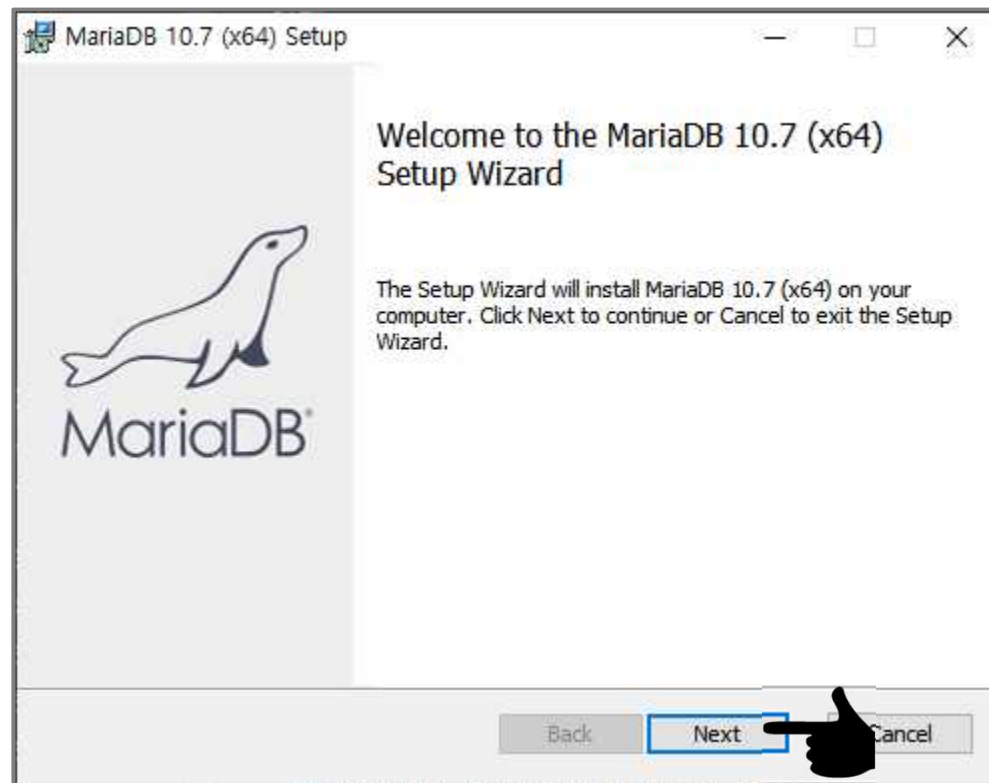 MariaDB 10.7 (x64) Setup
Welcome to the MariaDB 10.7 (x64)
Setup Wizard
The Setup Wizard will install MariaDB 10.7 (x64) on your
computer. Click Next to continue or Cancel to exit the Setup
Wizard.
MariaDB
Back Next Cancel